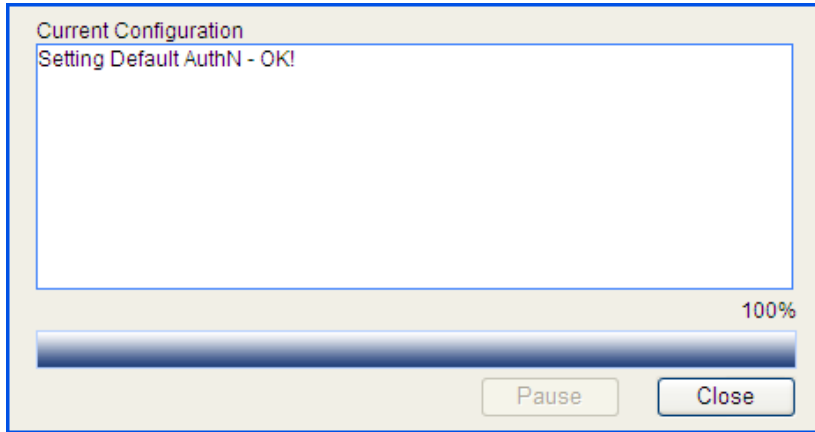 Current Configuration
Setting Default AuthN - OK!
100%
Pause
Close